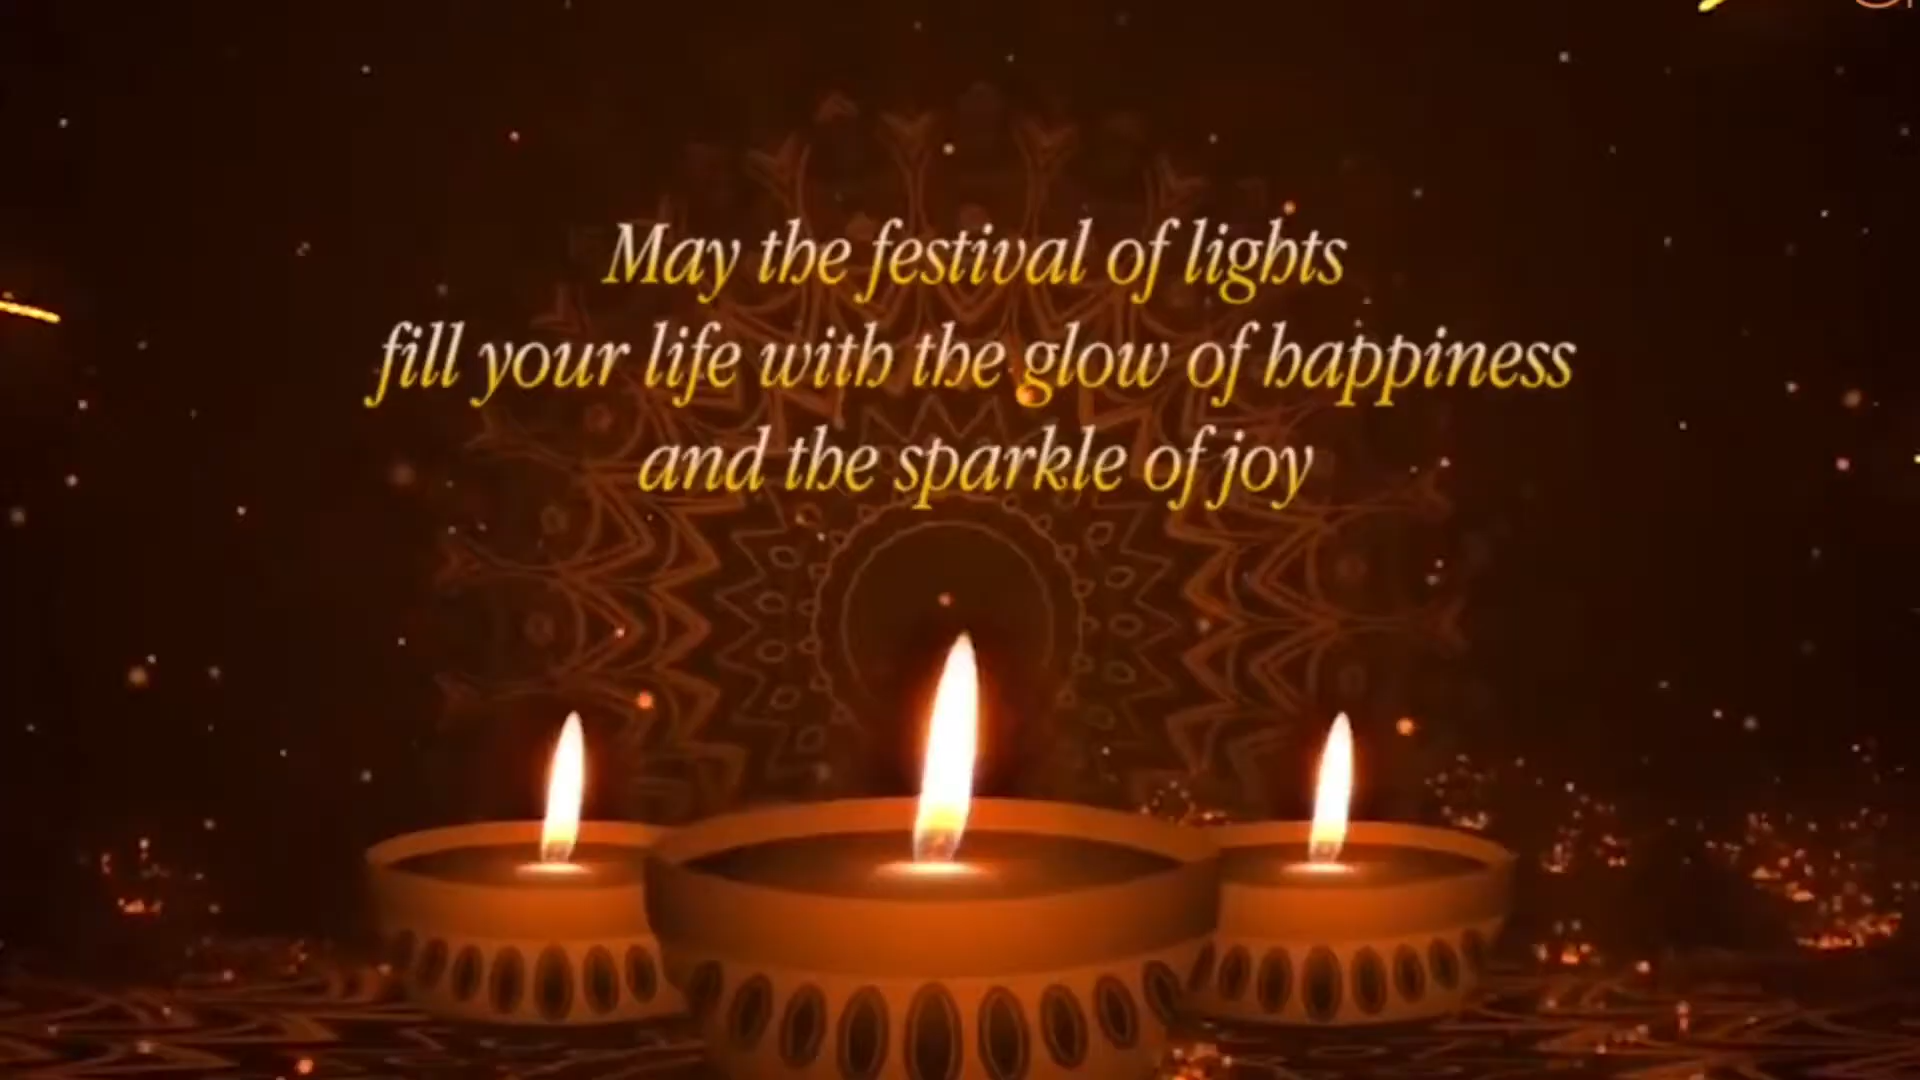 May the festival of lights
fill your life with the glow of happiness
and the sparkle of joy